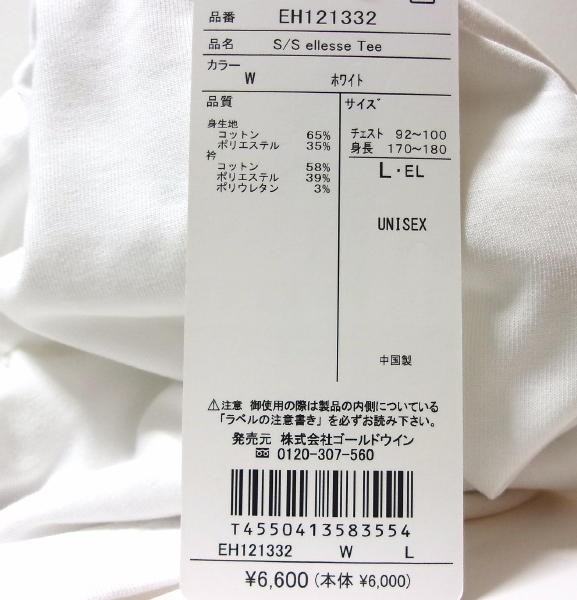 品番 EH121332
品名 S/S ellesse Tee
カラー
W ホワイト
品質
身生地
コットン 65%
ポリエステル 35%
衿
コットン 58%
ポリエステル 39%
ポリウレタン 3%
サイズ
チェスト 92〜100
身長 170〜180
L・EL
UNISEX
中国製
⚠注意 御使用の際は製品の内側についている
「ラベルの注意書き」を必ずお読み下さい。
発売元 株式会社ゴールドウイン
0120-307-560
T4550413583554
EH121332 W L
¥6,600(本体 ¥6,000)